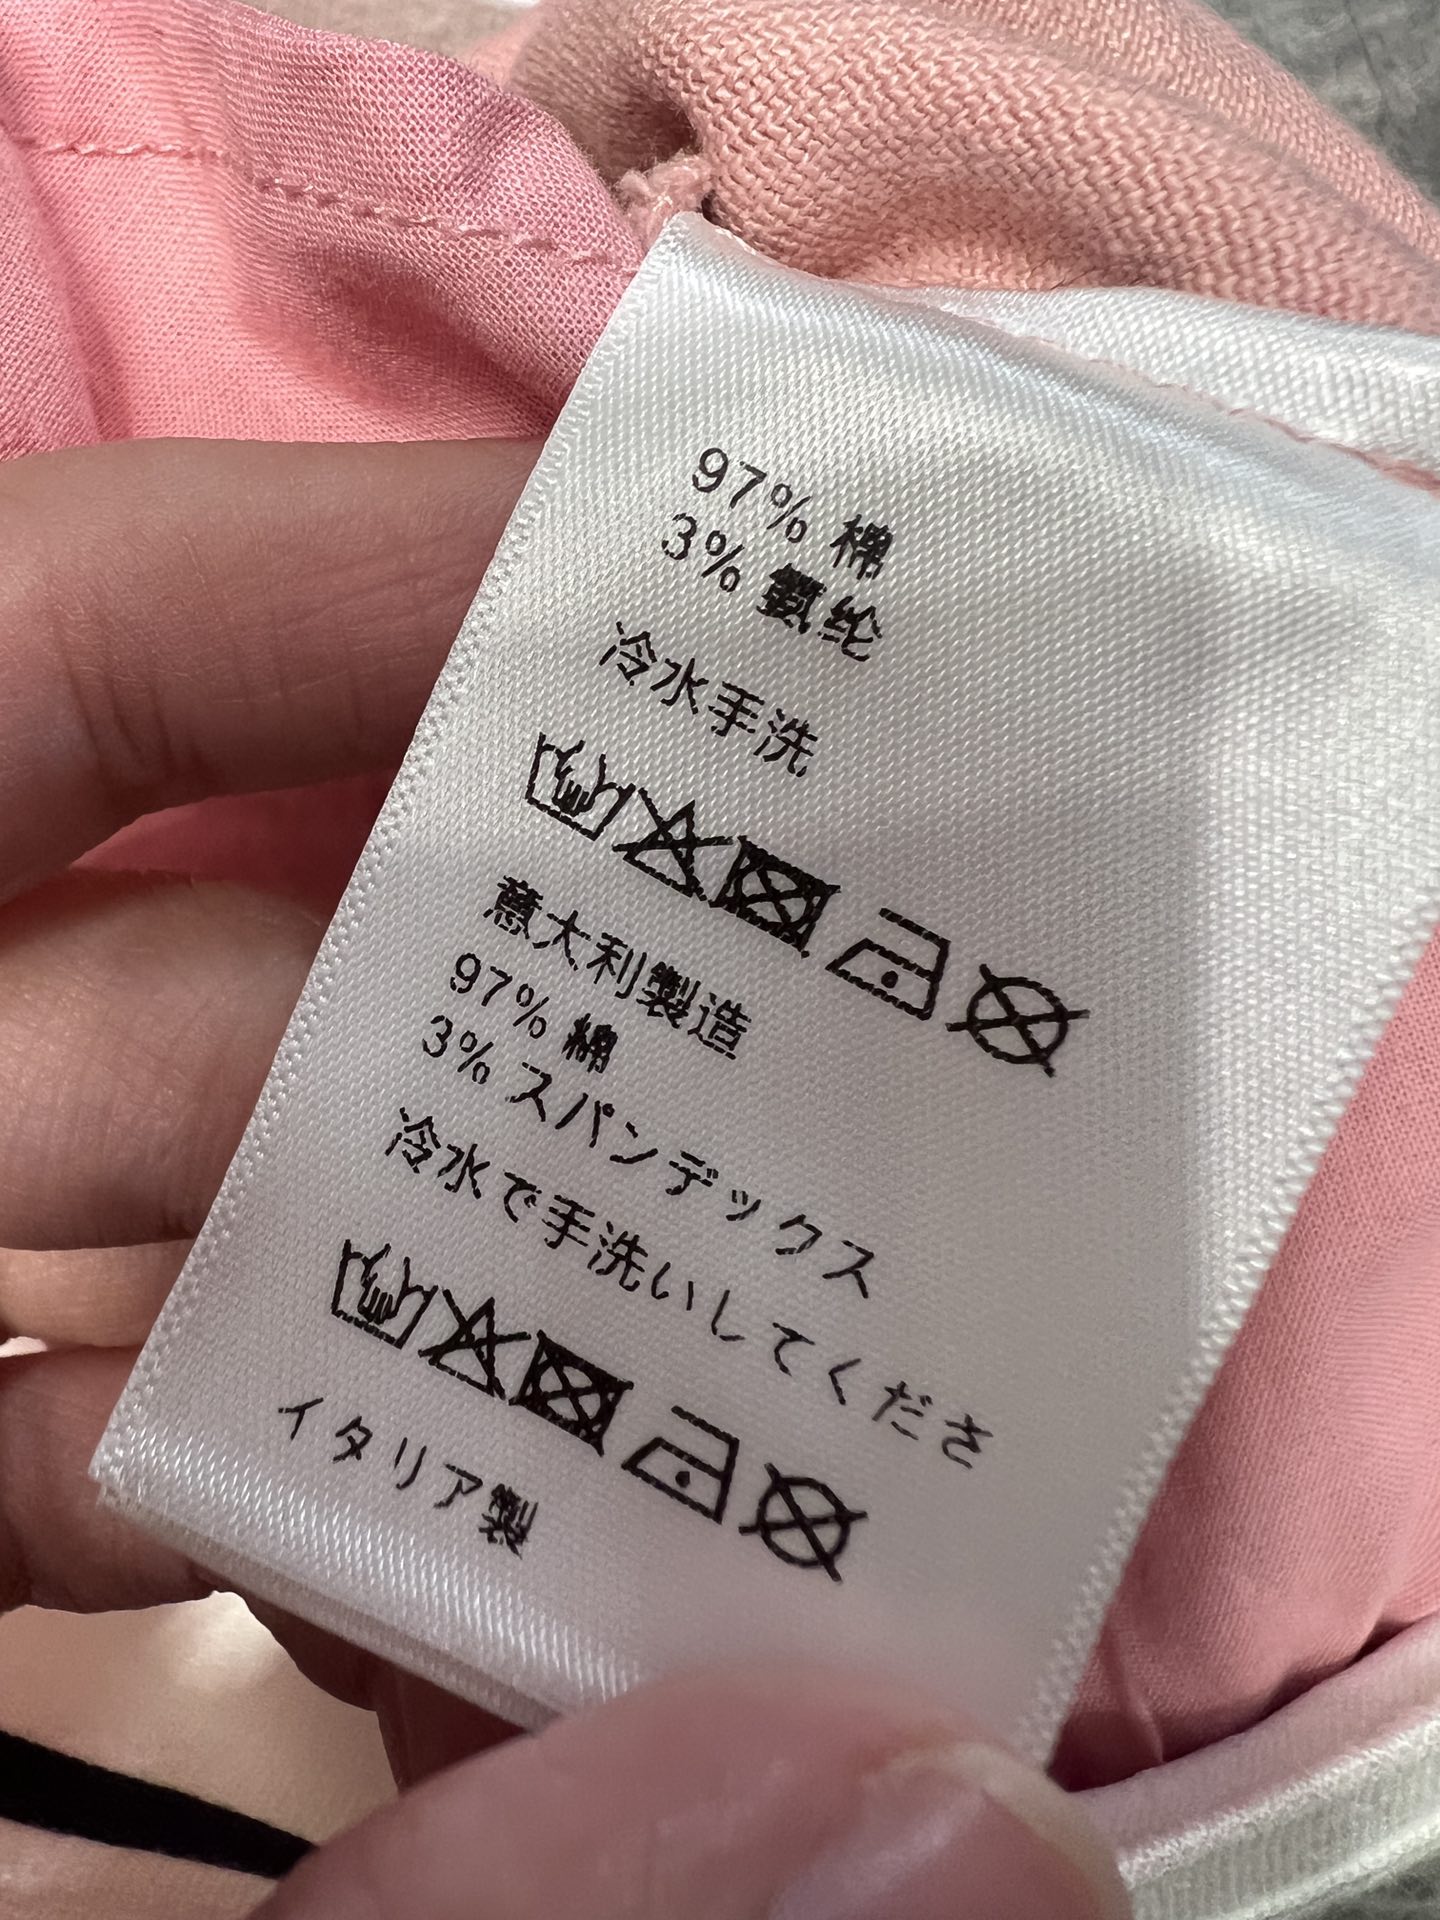 97% 棉
3% 氨纶
冷水手洗
意大利製造
97% 綿
3% スパンデックス
冷水で手洗いしてくださ
イタリア製